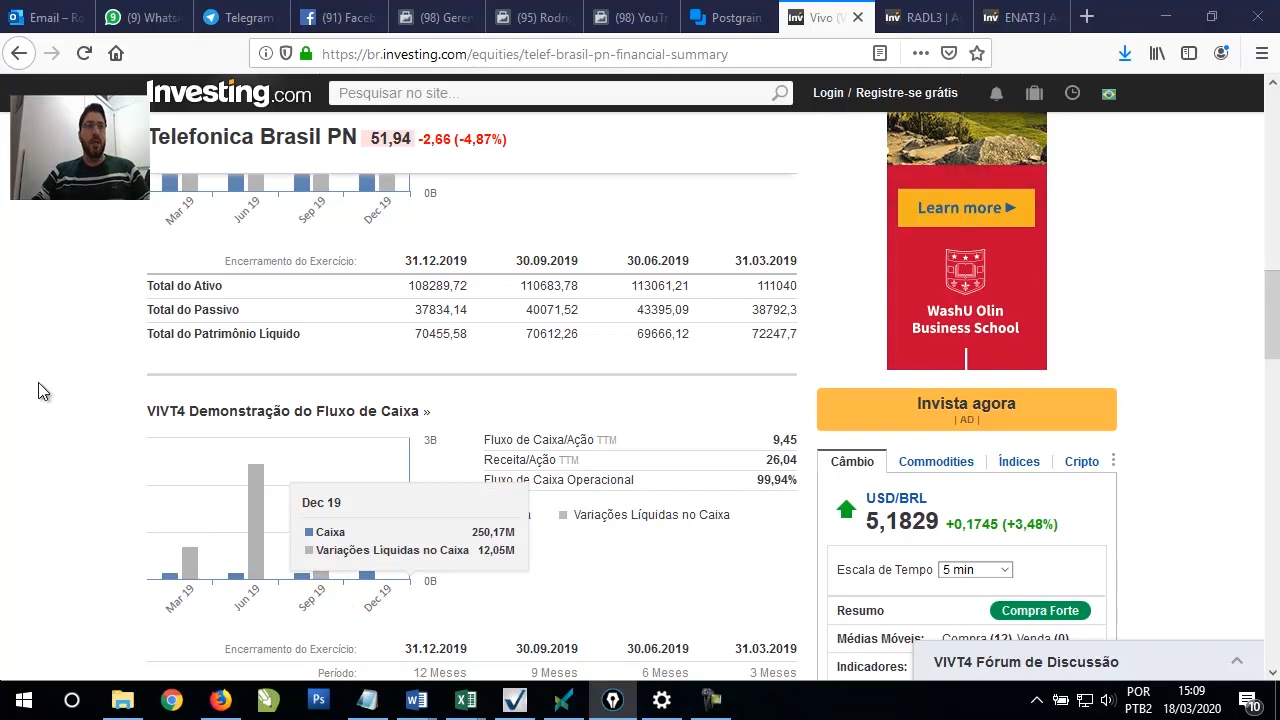 Email – Ro
(9) Whats
Telegram
(91) Faceb
(98) Geren
(95) Rodri
(98) YouTu
Postgrain
Vivo (V
RADL3 | A
ENAT3 | A
https://br.investing.com/equities/telef-brasil-pn-financial-summary
Investing.com
Pesquisar no site...
Login / Registre-se grátis
Telefonica Brasil PN 51,94 -2,66 (-4,87%)
0B
Mar 19 Jun 19 Sep 19 Dec 19
Encerramento do Exercício: 31.12.2019 30.09.2019 30.06.2019 31.03.2019
Total do Ativo 108289,72 110683,78 113061,21 111040
Total do Passivo 37834,14 40071,52 43395,09 38792,3
Total do Patrimônio Líquido 70455,58 70612,26 69666,12 72247,7
VIVT4 Demonstração do Fluxo de Caixa »
3B
Fluxo de Caixa/Ação TTM 9,45
Receita/Ação TTM 26,04
Fluxo de Caixa Operacional 99,94%
Variações Líquidas no Caixa
Dec 19
Caixa 250,17M
Variações Líquidas no Caixa 12,05M
0B
Mar 19 Jun 19 Sep 19 Dec 19
Encerramento do Exercício: 31.12.2019 30.09.2019 30.06.2019 31.03.2019
Período: 12 Meses 9 Meses 6 Meses 3 Meses
Learn more
WashU Olin
Business School
Invista agora
| AD |
Câmbio Commodities Índices Cripto
USD/BRL
5,1829 +0,1745 (+3,48%)
Escala de Tempo 5 min
Resumo Compra Forte
Médias Móveis: Compra (12) Venda (0)
Indicadores:
VIVT4 Fórum de Discussão
POR
PTB2
15:09
18/03/2020
10